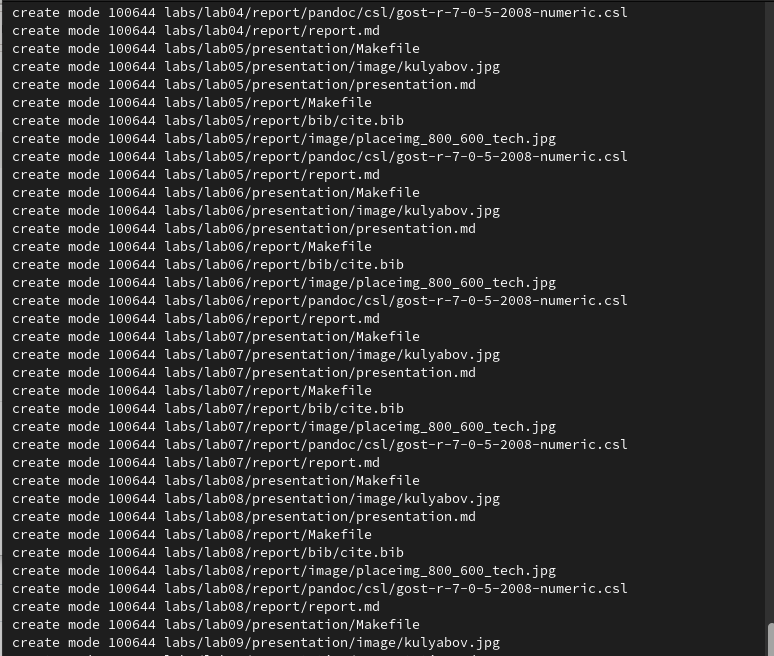 create mode 100644 labs/lab04/report/pandoc/csl/gost-r-7-0-5-2008-numeric.csl
create mode 100644 labs/lab04/report/report.md
create mode 100644 labs/lab05/presentation/Makefile
create mode 100644 labs/lab05/presentation/image/kulyabov.jpg
create mode 100644 labs/lab05/presentation/presentation.md
create mode 100644 labs/lab05/report/Makefile
create mode 100644 labs/lab05/report/bib/cite.bib
create mode 100644 labs/lab05/report/image/placeimg_800_600_tech.jpg
create mode 100644 labs/lab05/report/pandoc/csl/gost-r-7-0-5-2008-numeric.csl
create mode 100644 labs/lab05/report/report.md
create mode 100644 labs/lab06/presentation/Makefile
create mode 100644 labs/lab06/presentation/image/kulyabov.jpg
create mode 100644 labs/lab06/presentation/presentation.md
create mode 100644 labs/lab06/report/Makefile
create mode 100644 labs/lab06/report/bib/cite.bib
create mode 100644 labs/lab06/report/image/placeimg_800_600_tech.jpg
create mode 100644 labs/lab06/report/pandoc/csl/gost-r-7-0-5-2008-numeric.csl
create mode 100644 labs/lab06/report/report.md
create mode 100644 labs/lab07/presentation/Makefile
create mode 100644 labs/lab07/presentation/image/kulyabov.jpg
create mode 100644 labs/lab07/presentation/presentation.md
create mode 100644 labs/lab07/report/Makefile
create mode 100644 labs/lab07/report/bib/cite.bib
create mode 100644 labs/lab07/report/image/placeimg_800_600_tech.jpg
create mode 100644 labs/lab07/report/pandoc/csl/gost-r-7-0-5-2008-numeric.csl
create mode 100644 labs/lab07/report/report.md
create mode 100644 labs/lab08/presentation/Makefile
create mode 100644 labs/lab08/presentation/image/kulyabov.jpg
create mode 100644 labs/lab08/presentation/presentation.md
create mode 100644 labs/lab08/report/Makefile
create mode 100644 labs/lab08/report/bib/cite.bib
create mode 100644 labs/lab08/report/image/placeimg_800_600_tech.jpg
create mode 100644 labs/lab08/report/pandoc/csl/gost-r-7-0-5-2008-numeric.csl
create mode 100644 labs/lab08/report/report.md
create mode 100644 labs/lab09/presentation/Makefile
create mode 100644 labs/lab09/presentation/image/kulyabov.jpg